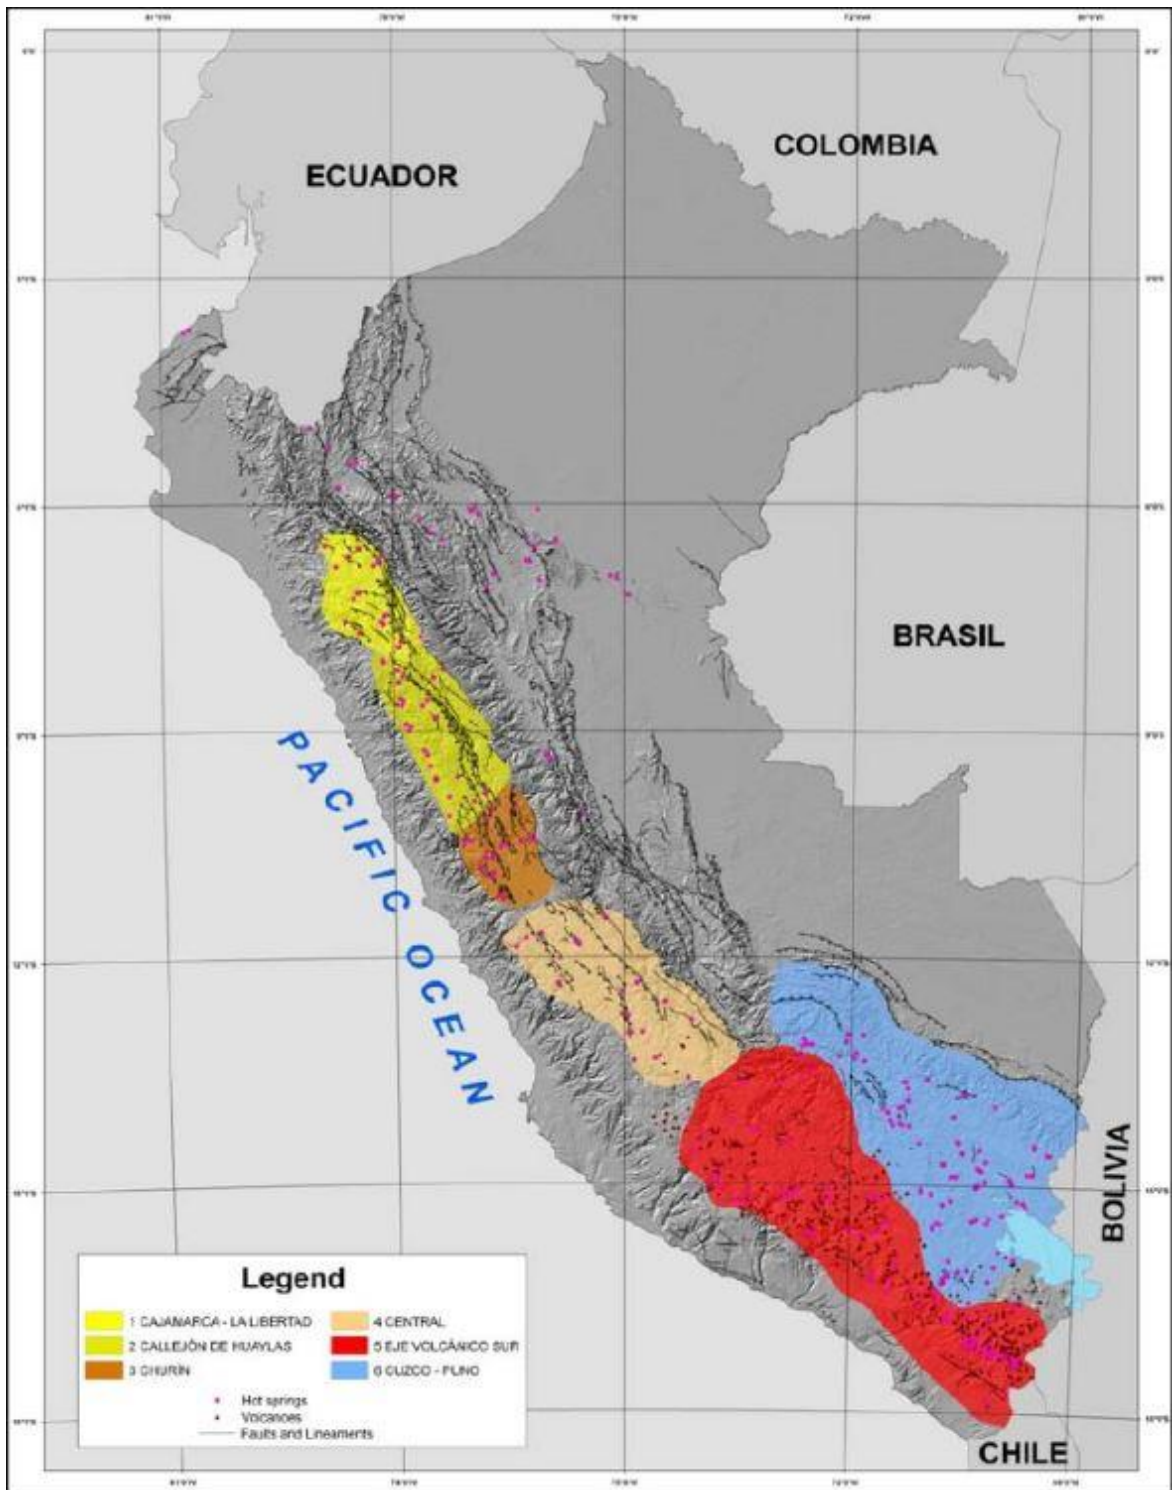 ECUADOR
COLOMBIA
BRASIL
PACIFIC OCEAN
BOLIVIA
CHILE
Legend
1 CAJAMARCA - LA LIBERTAD
2 CALLEJÓN DE HUAYLAS
3 CHURÍN
4 CENTRAL
5 EJE VOLCÁNICO SUR
6 CUZCO - PUNO
Hot springs
Volcanoes
Faults and Lineaments